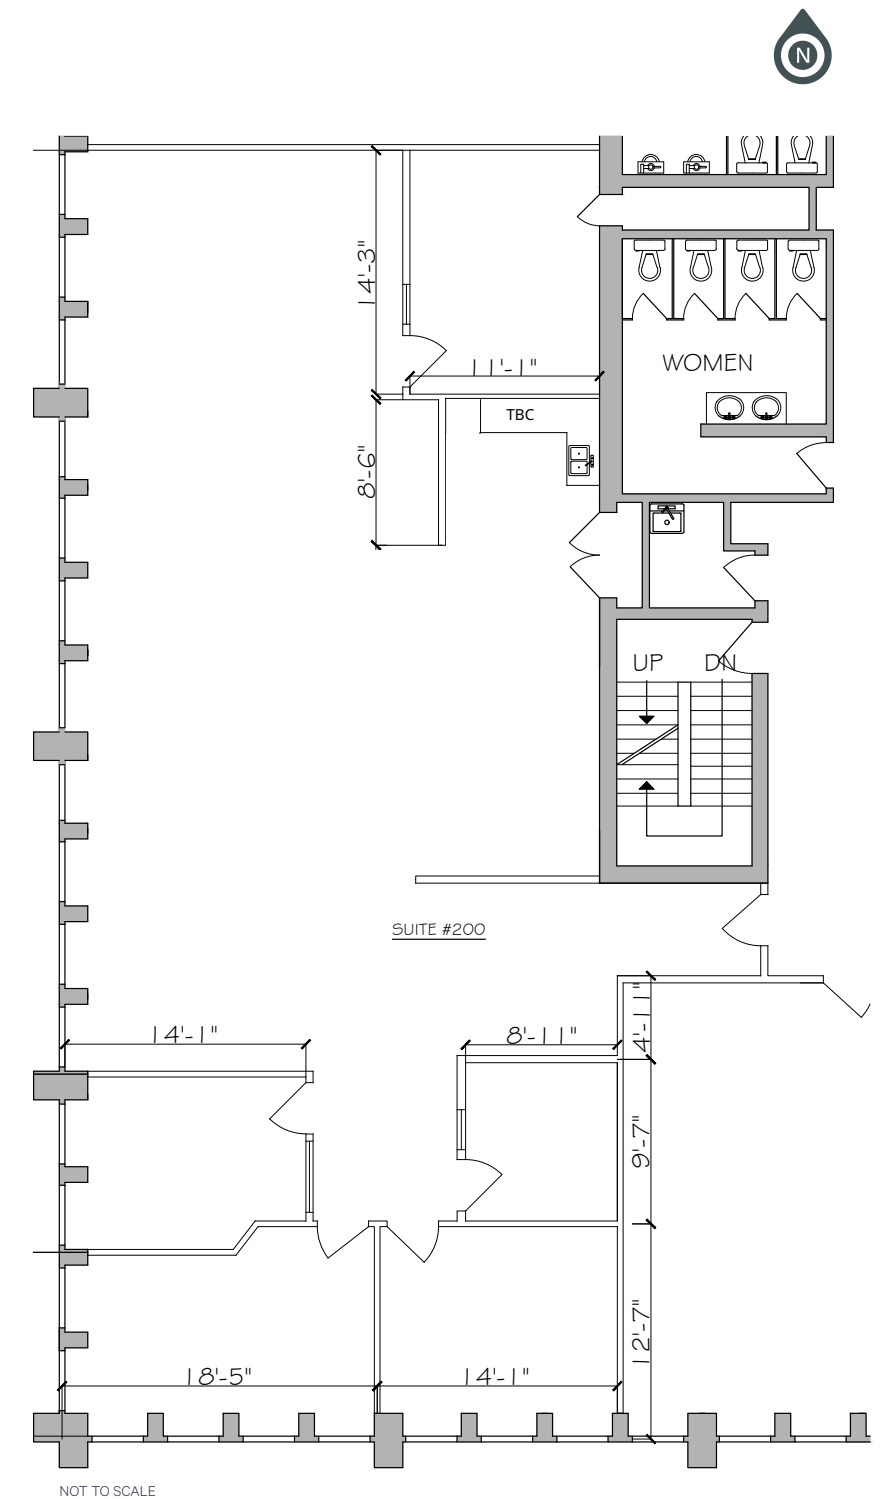 N
14'-3"
11'-1"
WOMEN
TBC
8'-6"
UP
DN
SUITE #200
4'-11"
14'-1"
8'-11"
9'-7"
12'-7"
18'-5"
14'-1"
NOT TO SCALE